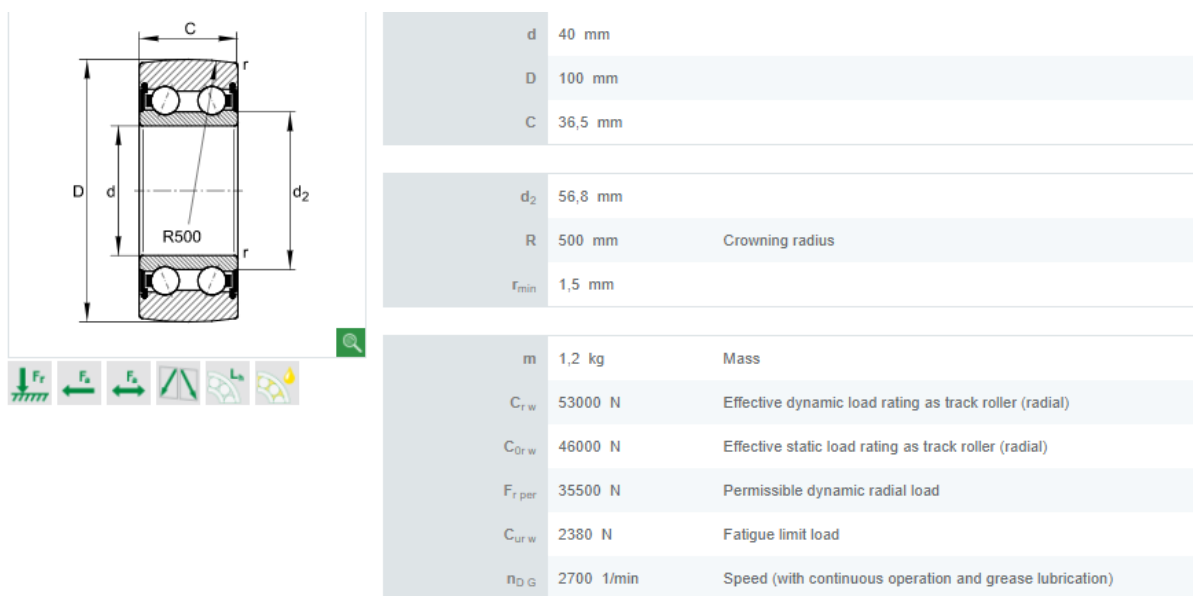 C
r
D
d
d2
R500
r
Fr
Fa
Fa
Lh
d 40 mm
D 100 mm
C 36,5 mm
d2 56,8 mm
R 500 mm Crowning radius
rmin 1,5 mm
m 1,2 kg Mass
Cr w 53000 N Effective dynamic load rating as track roller (radial)
C0r w 46000 N Effective static load rating as track roller (radial)
Fr per 35500 N Permissible dynamic radial load
Cur w 2380 N Fatigue limit load
nD G 2700 1/min Speed (with continuous operation and grease lubrication)